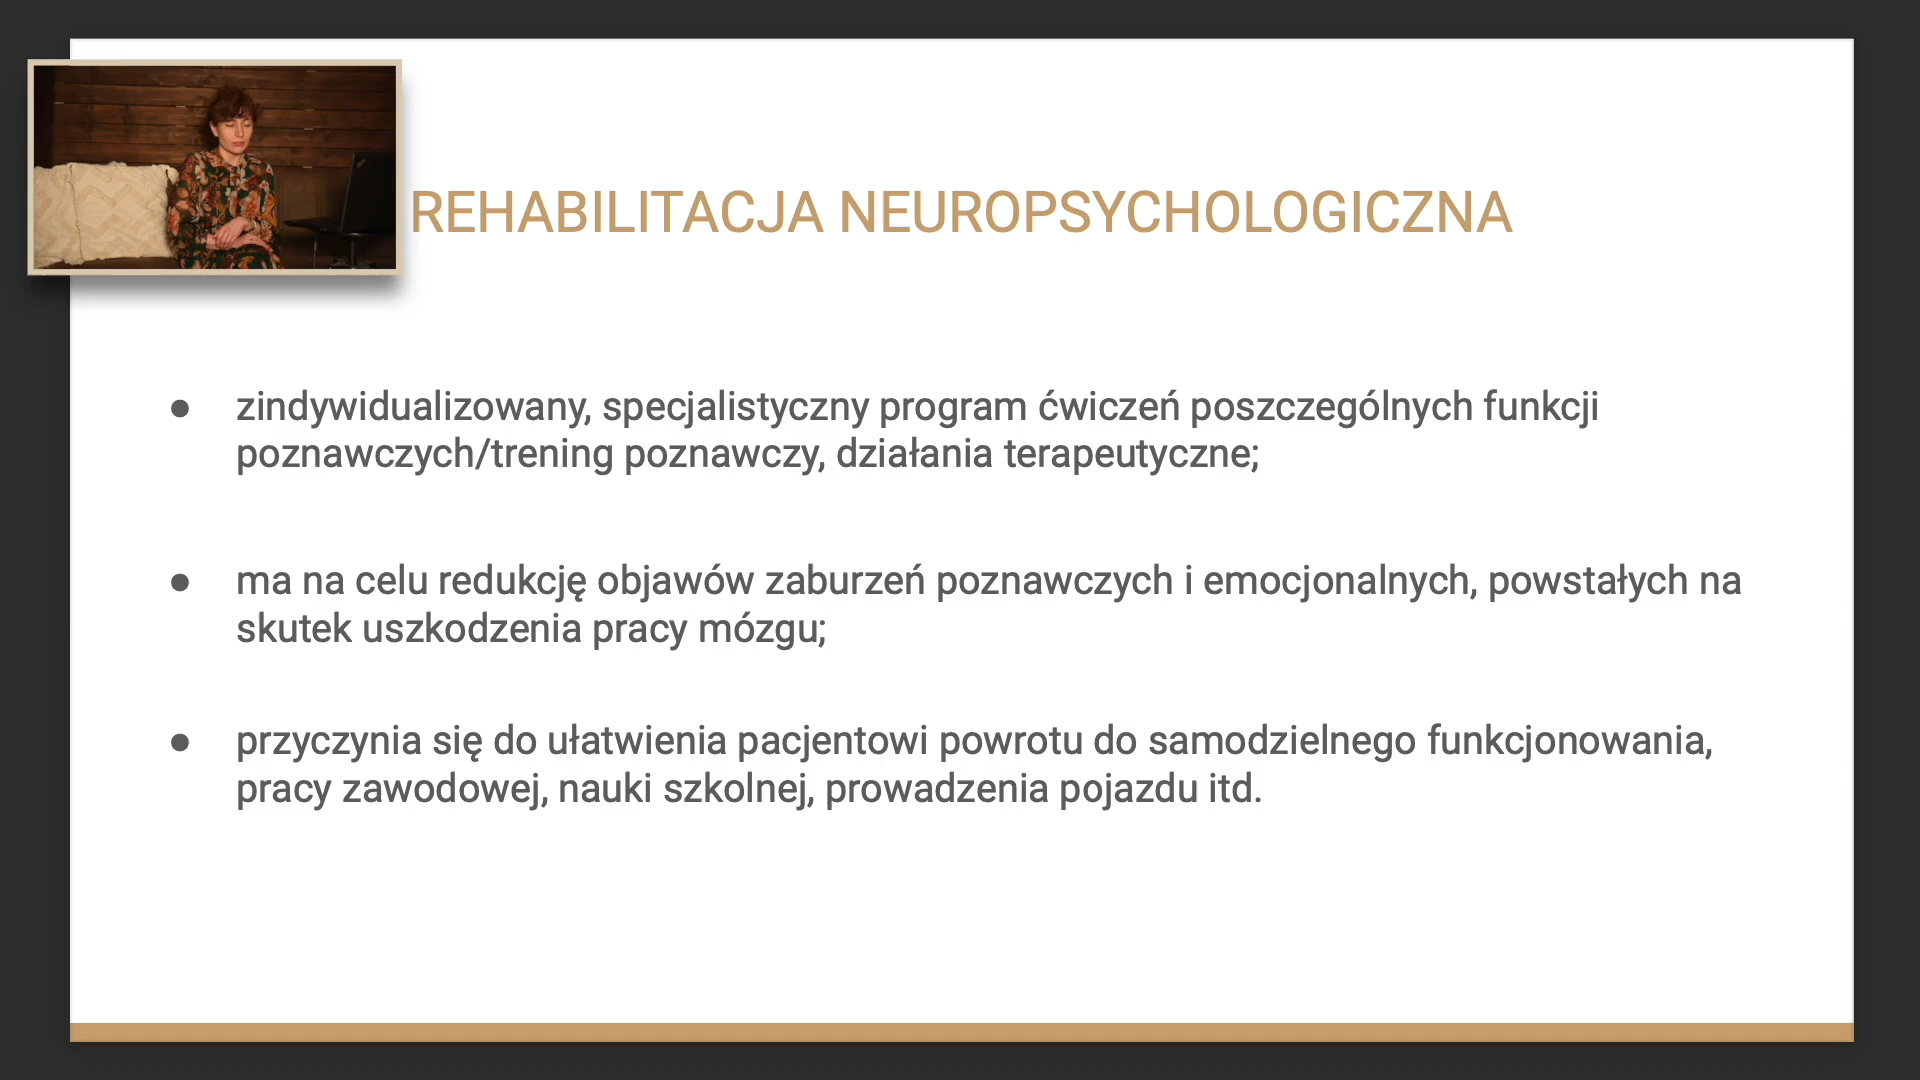 REHABILITACJA NEUROPSYCHOLOGICZNA
● zindywidualizowany, specjalistyczny program ćwiczeń poszczególnych funkcji
poznawczych/trening poznawczy, działania terapeutyczne;
● ma na celu redukcję objawów zaburzeń poznawczych i emocjonalnych, powstałych na
skutek uszkodzenia pracy mózgu;
● przyczynia się do ułatwienia pacjentowi powrotu do samodzielnego funkcjonowania,
pracy zawodowej, nauki szkolnej, prowadzenia pojazdu itd.